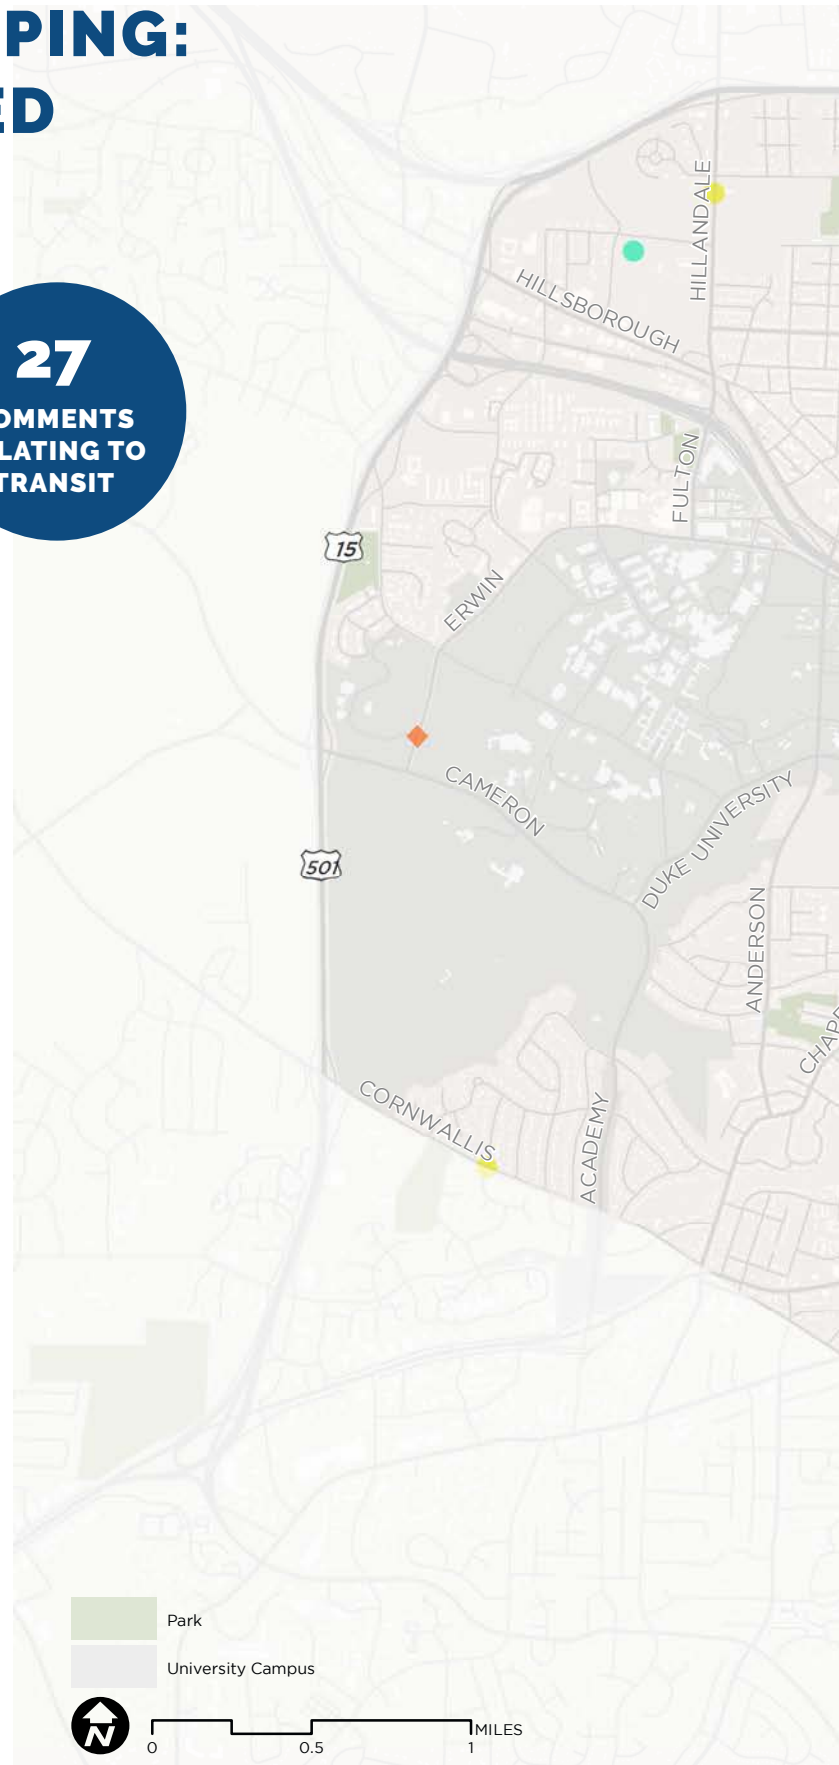 PING:
ED
27
OMMENTS
LATING TO
TRANSIT
HILLANDALE
HILLSBOROUGH
FULTON
15
ERWIN
CAMERON
DUKE UNIVERSITY
501
ANDERSON
CHAP
CORNWALLIS
ACADEMY
Park
University Campus
N
MILES
0
0.5
1